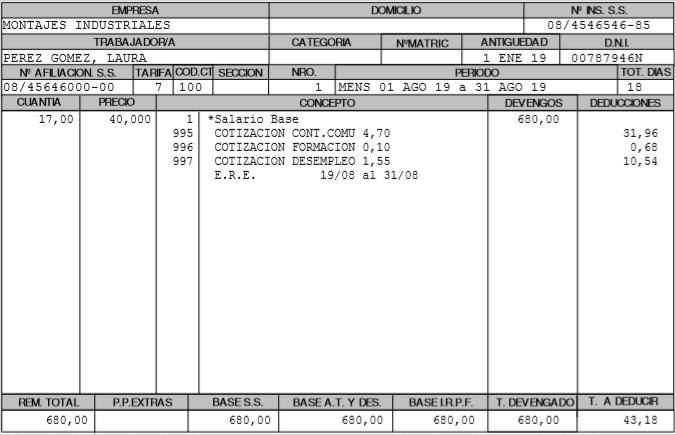 EMPRESA DOMICILIO Nº INS. S.S.
MONTAJES INDUSTRIALES 08/4546546-85
TRABAJADOR/A CATEGORIA NºMATRIC ANTIGUEDAD D.N.I.
PEREZ GOMEZ, LAURA 1 ENE 19 00787946N
Nº AFILIACION. S.S. TARIFA COD.CT SECCION NRO. PERIODO TOT. DIAS
08/45646000-00 7 100 1 MENS 01 AGO 19 a 31 AGO 19 18
CUANTIA PRECIO CONCEPTO DEVENGOS DEDUCCIONES
17,00 40,000 1 *Salario Base 680,00
995 COTIZACION CONT.COMU 4,70 31,96
996 COTIZACION FORMACION 0,10 0,68
997 COTIZACION DESEMPLEO 1,55 10,54
E.R.E. 19/08 al 31/08
REM. TOTAL P.P.EXTRAS BASE S.S. BASE A.T. Y DES. BASE I.R.P.F. T. DEVENGADO T. A DEDUCIR
680,00 680,00 680,00 680,00 680,00 43,18